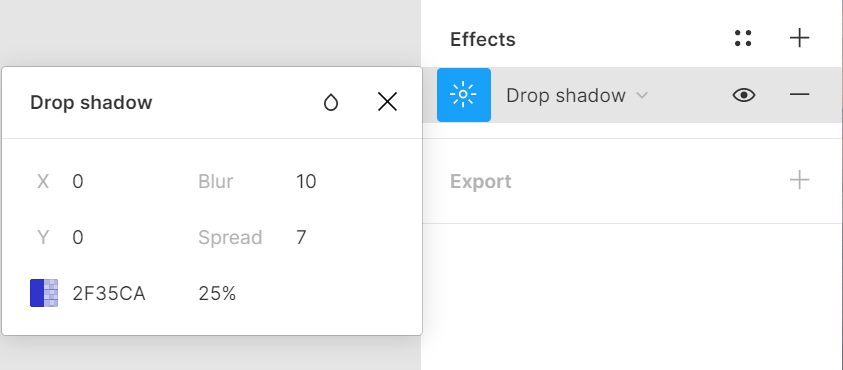 Effects
Drop shadow
Drop shadow
X 0 Blur 10
Export
Y 0 Spread 7
2F35CA 25%